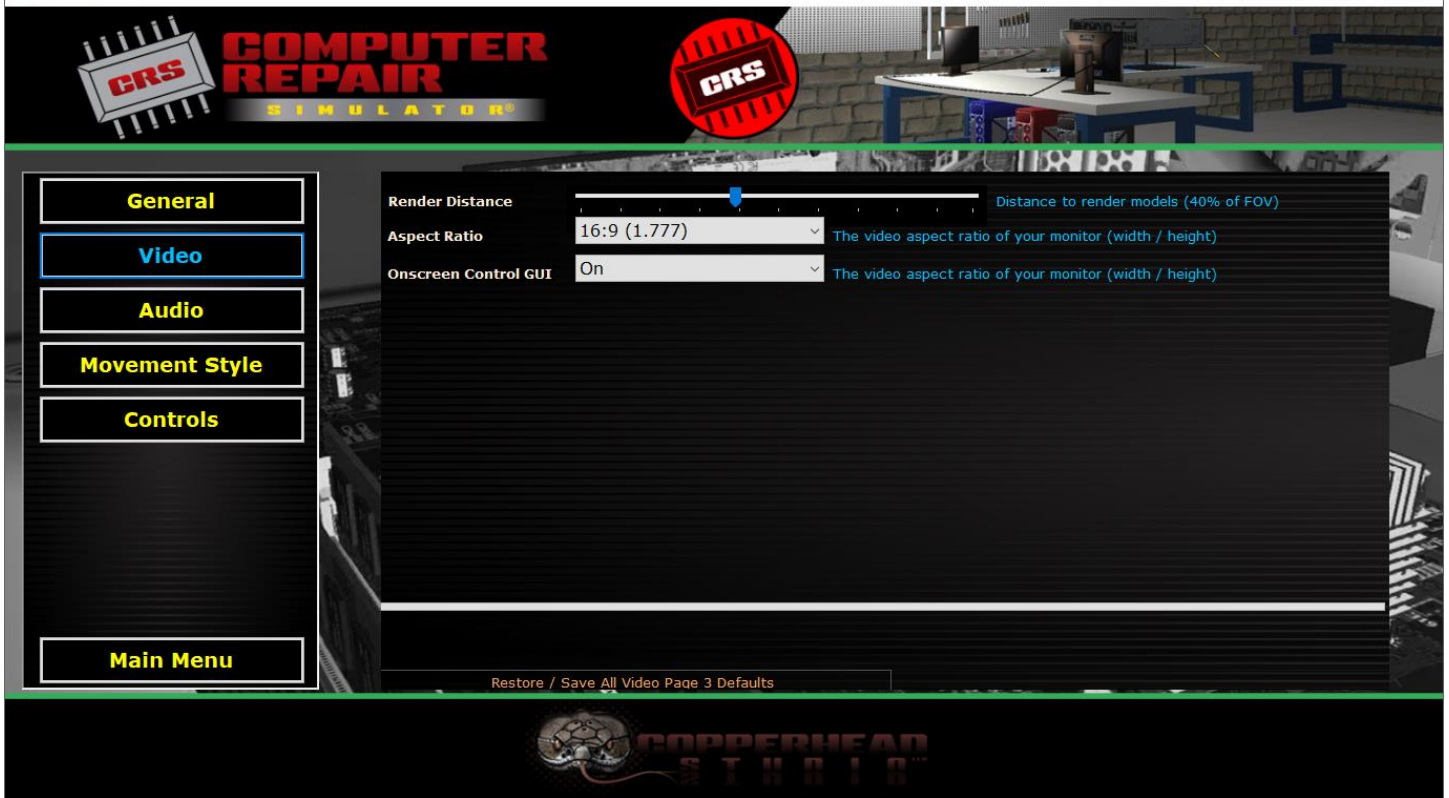 CRS
COMPUTER
REPAIR
SIMULATOR®
CRS
General
Video
Audio
Movement Style
Controls
Main Menu
Render Distance
Distance to render models (40% of FOV)
Aspect Ratio
16:9 (1.777)
The video aspect ratio of your monitor (width / height)
Onscreen Control GUI
On
The video aspect ratio of your monitor (width / height)
Restore / Save All Video Page 3 Defaults
COPPERHEAD
STUDIO™